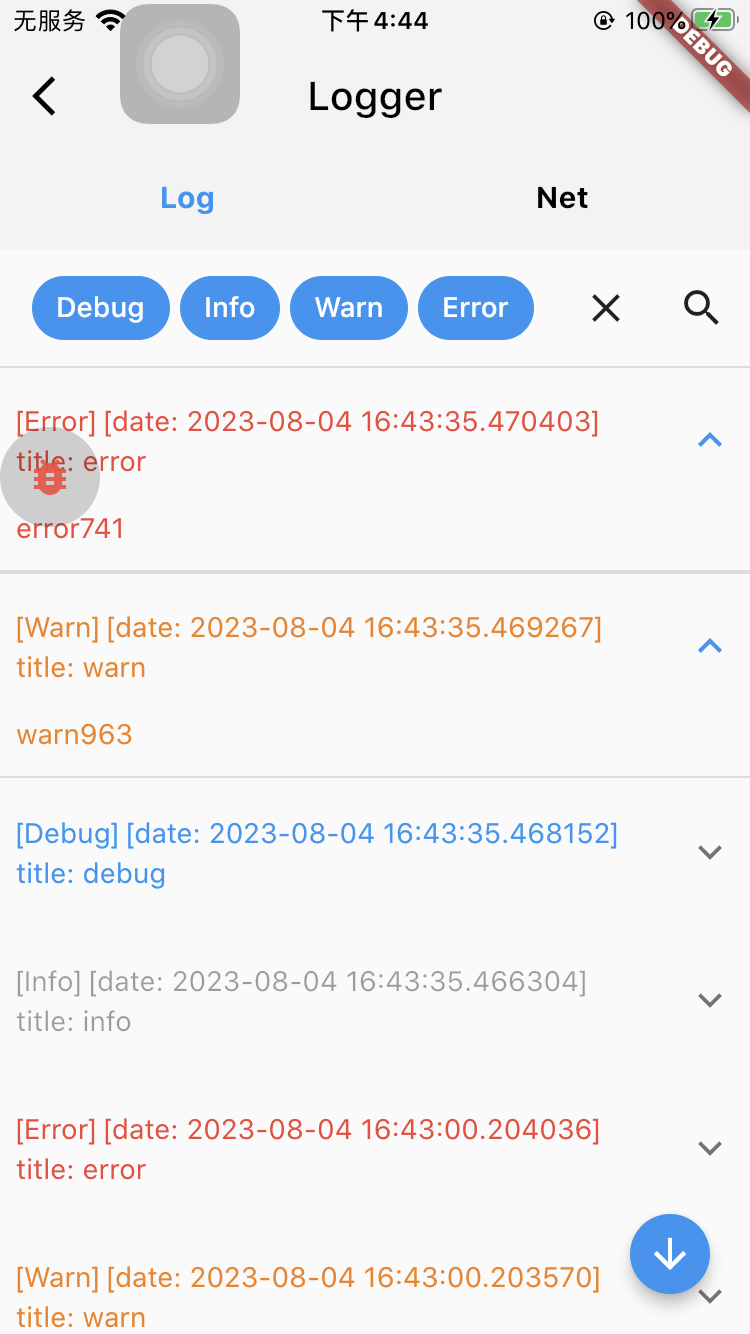 无服务 下午4:44 100%
DEBUG
Logger
Log Net
Debug Info Warn Error
[Error] [date: 2023-08-04 16:43:35.470403]
title: error
error741
[Warn] [date: 2023-08-04 16:43:35.469267]
title: warn
warn963
[Debug] [date: 2023-08-04 16:43:35.468152]
title: debug
[Info] [date: 2023-08-04 16:43:35.466304]
title: info
[Error] [date: 2023-08-04 16:43:00.204036]
title: error
[Warn] [date: 2023-08-04 16:43:00.203570]
title: warn